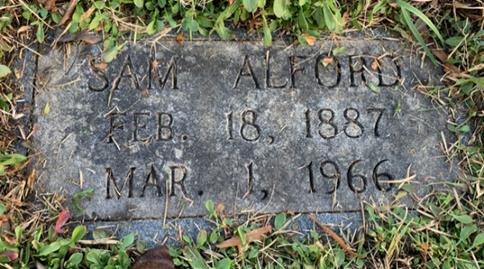 SAM ALFORD
FEB. 18, 1887
MAR. 1, 1966